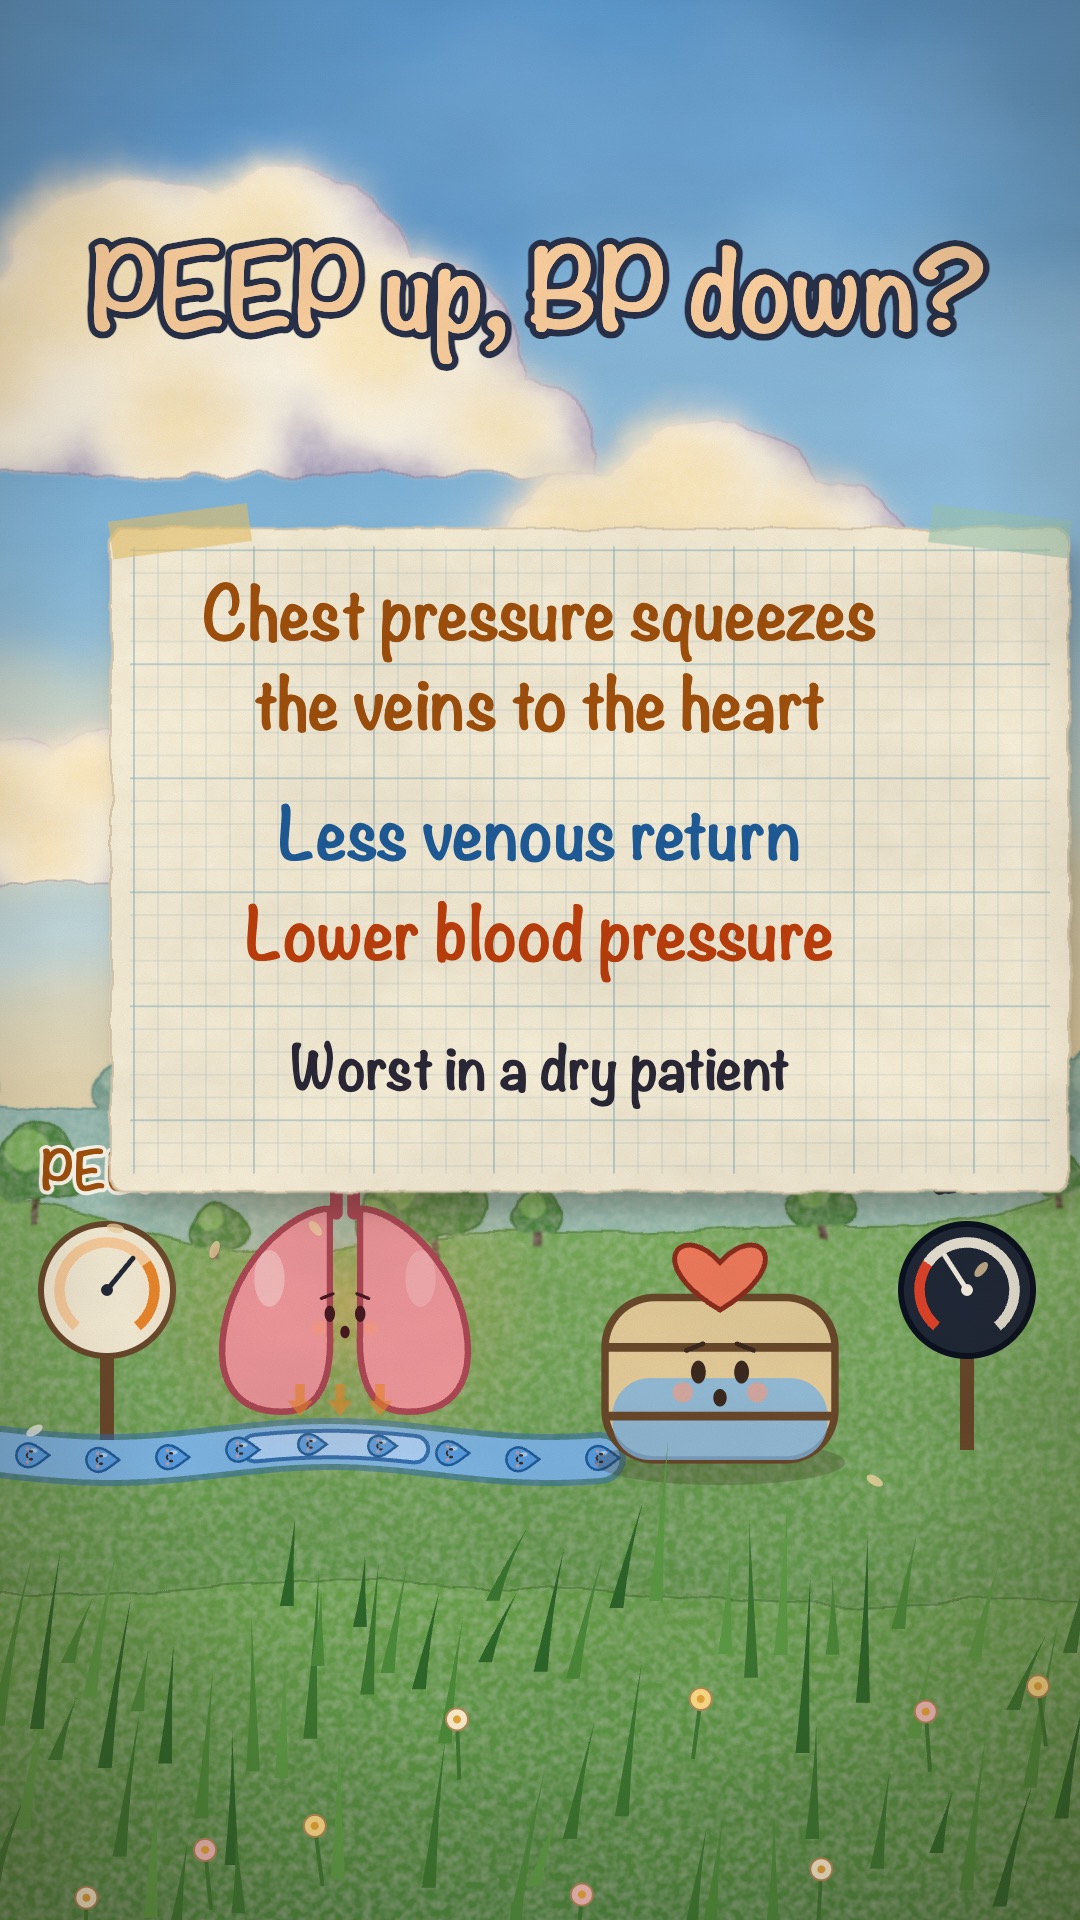 PEEP up, BP down?
Chest pressure squeezes
the veins to the heart
Less venous return
Lower blood pressure
Worst in a dry patient